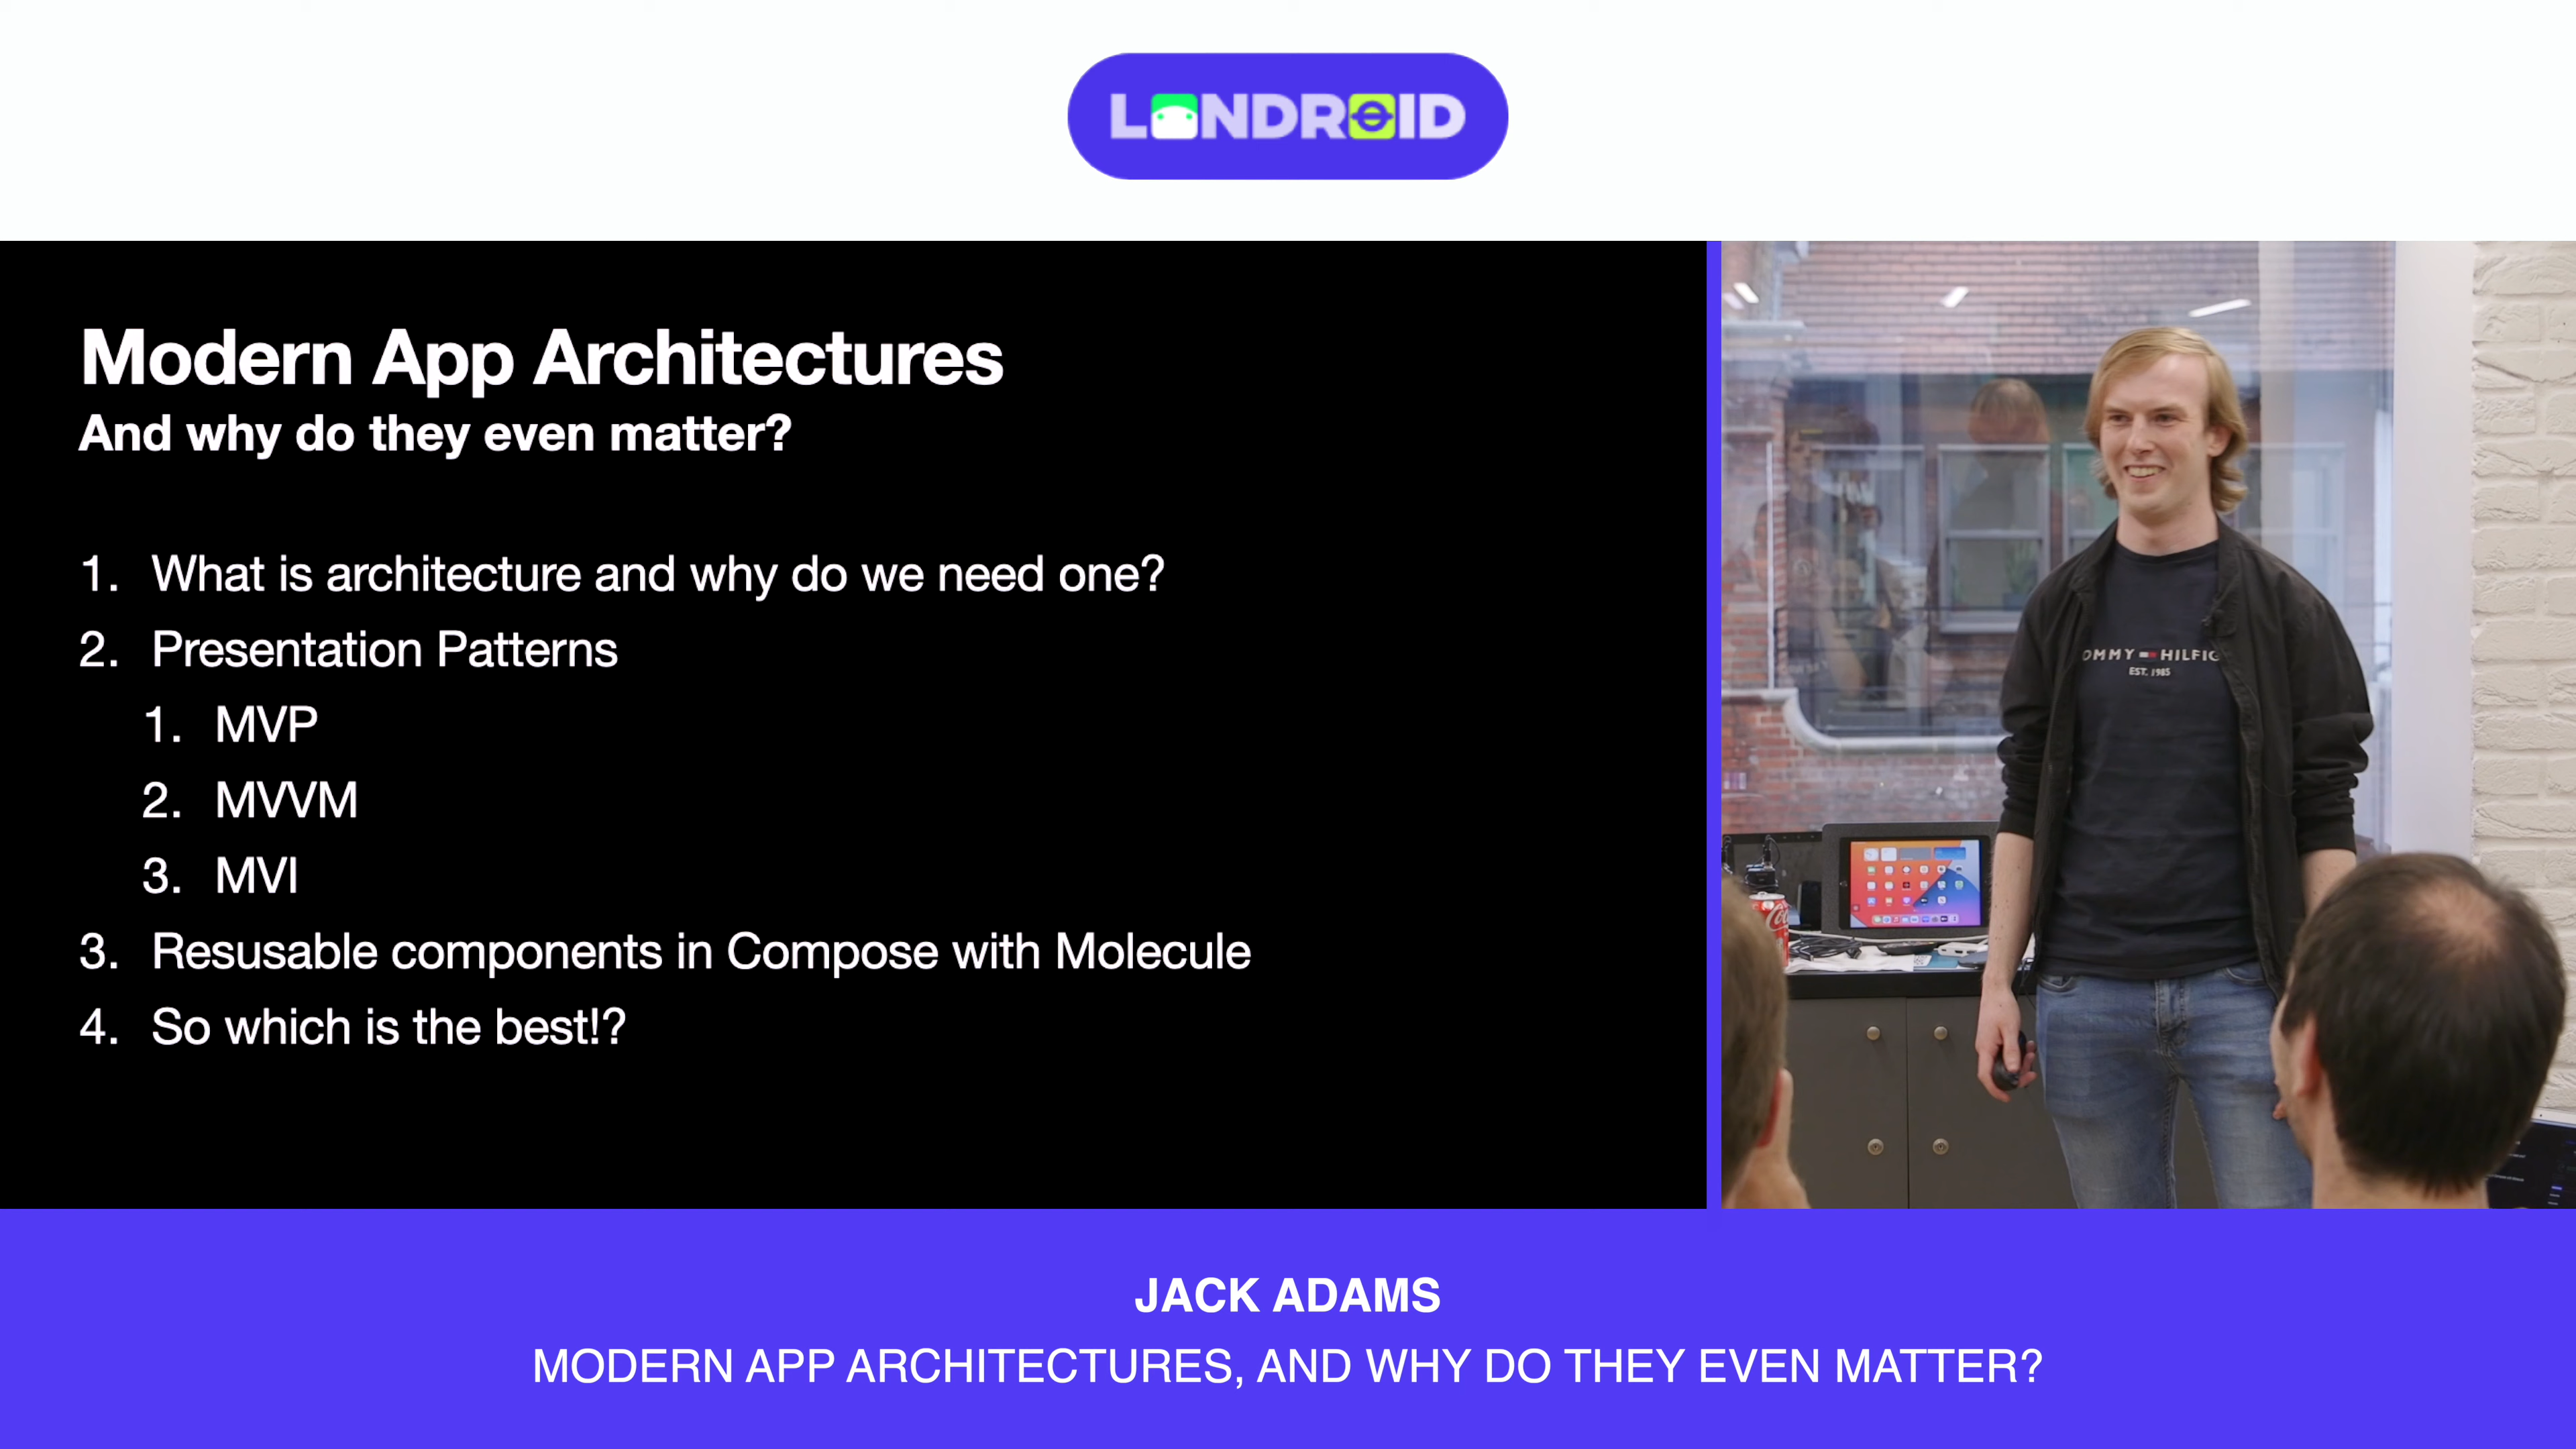 LONDROID
Modern App Architectures
And why do they even matter?
1. What is architecture and why do we need one?
2. Presentation Patterns
1. MVP
2. MVVM
3. MVI
3. Resusable components in Compose with Molecule
4. So which is the best!?
OMMY HILFIG
EST. 1985
JACK ADAMS
MODERN APP ARCHITECTURES, AND WHY DO THEY EVEN MATTER?